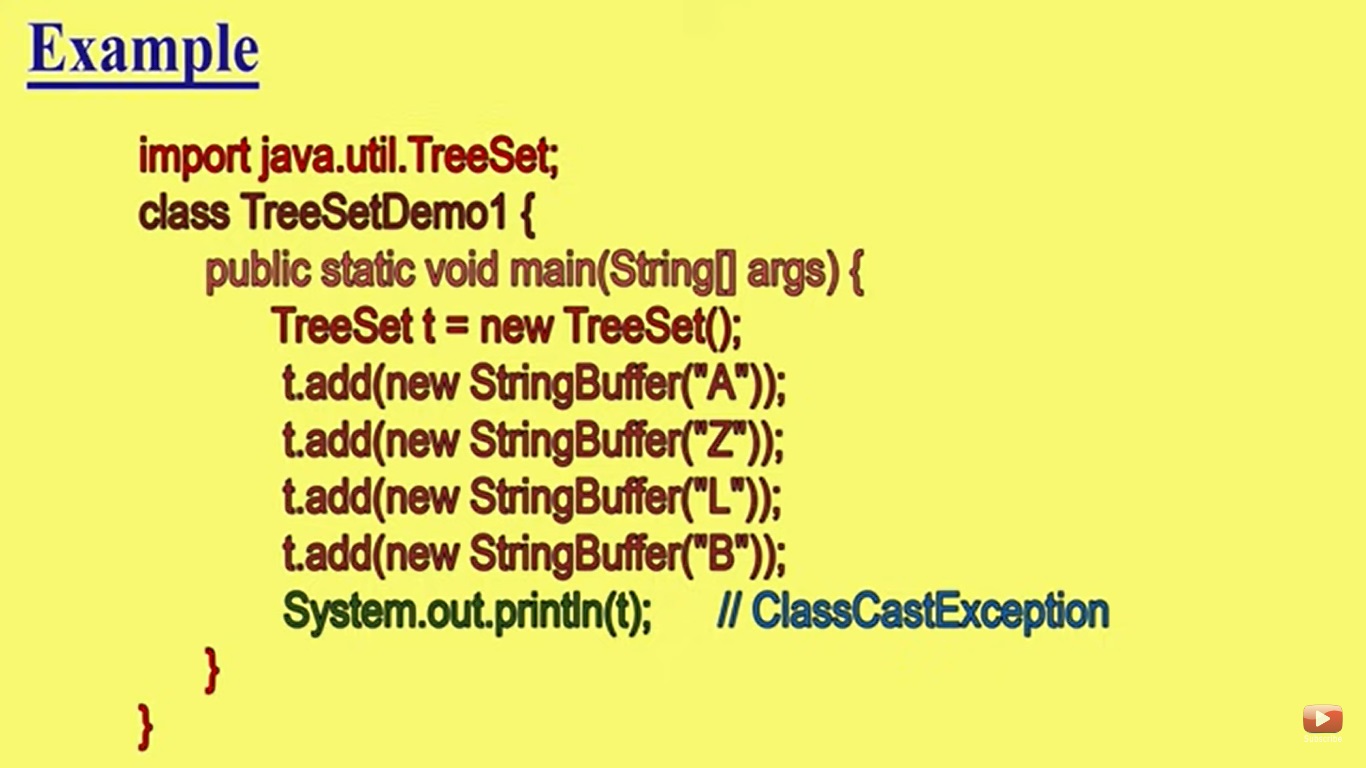 Example
import java.util.TreeSet;
class TreeSetDemo1 {
public static void main(String[] args) {
TreeSet t = new TreeSet();
t.add(new StringBuffer("A"));
t.add(new StringBuffer("Z"));
t.add(new StringBuffer("L"));
t.add(new StringBuffer("B"));
System.out.println(t); // ClassCastException
}
}